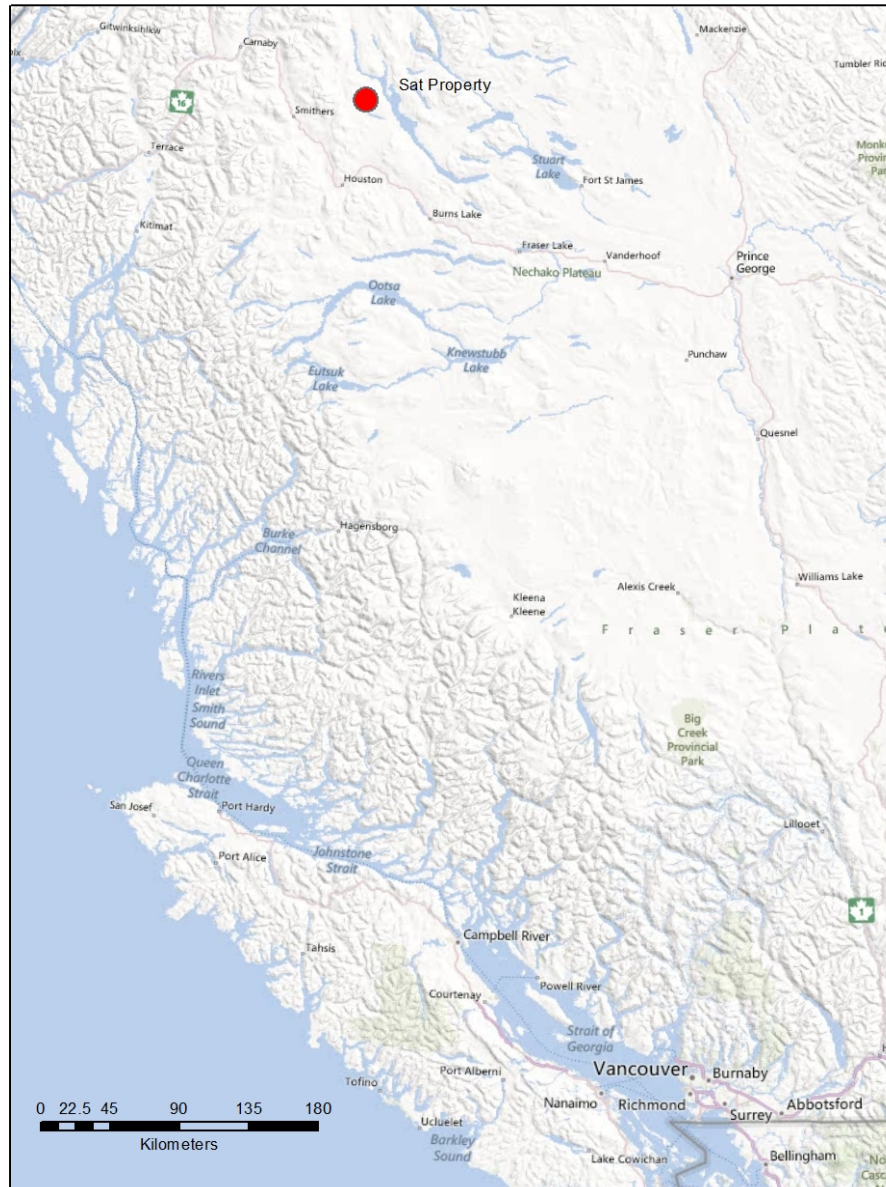 Gitwinksihlkw
Carnaby
Mackenzie
Tumbler Rid
Sat Property
16
Smithers
Terrace
Stuart
Lake
Fort St James
Houston
Burns Lake
Kitimat
Fraser Lake
Vanderhoof
Nechako Plateau
Prince
George
Ootsa
Lake
Knewstubb
Lake
Eutsuk
Lake
Punchaw
Quesnel
Burke
Channel
Hagensborg
Kleena
Kleene
Alexis Creek
Williams Lake
Fraser Plate
Rivers
Inlet
Smith
Sound
Big
Creek
Provincial
Park
Queen
Charlotte
Strait
San Josef
Port Hardy
Port Alice
Johnstone
Strait
Lillooet
1
Campbell River
Tahsis
Powell River
Courtenay
Strait of
Georgia
Vancouver
Burnaby
Port Alberni
Tofino
Nanaimo
Richmond
Surrey
Abbotsford
Ucluelet
Barkley
Sound
Lake Cowichan
Bellingham
0 22.5 45 90 135 180
Kilometers